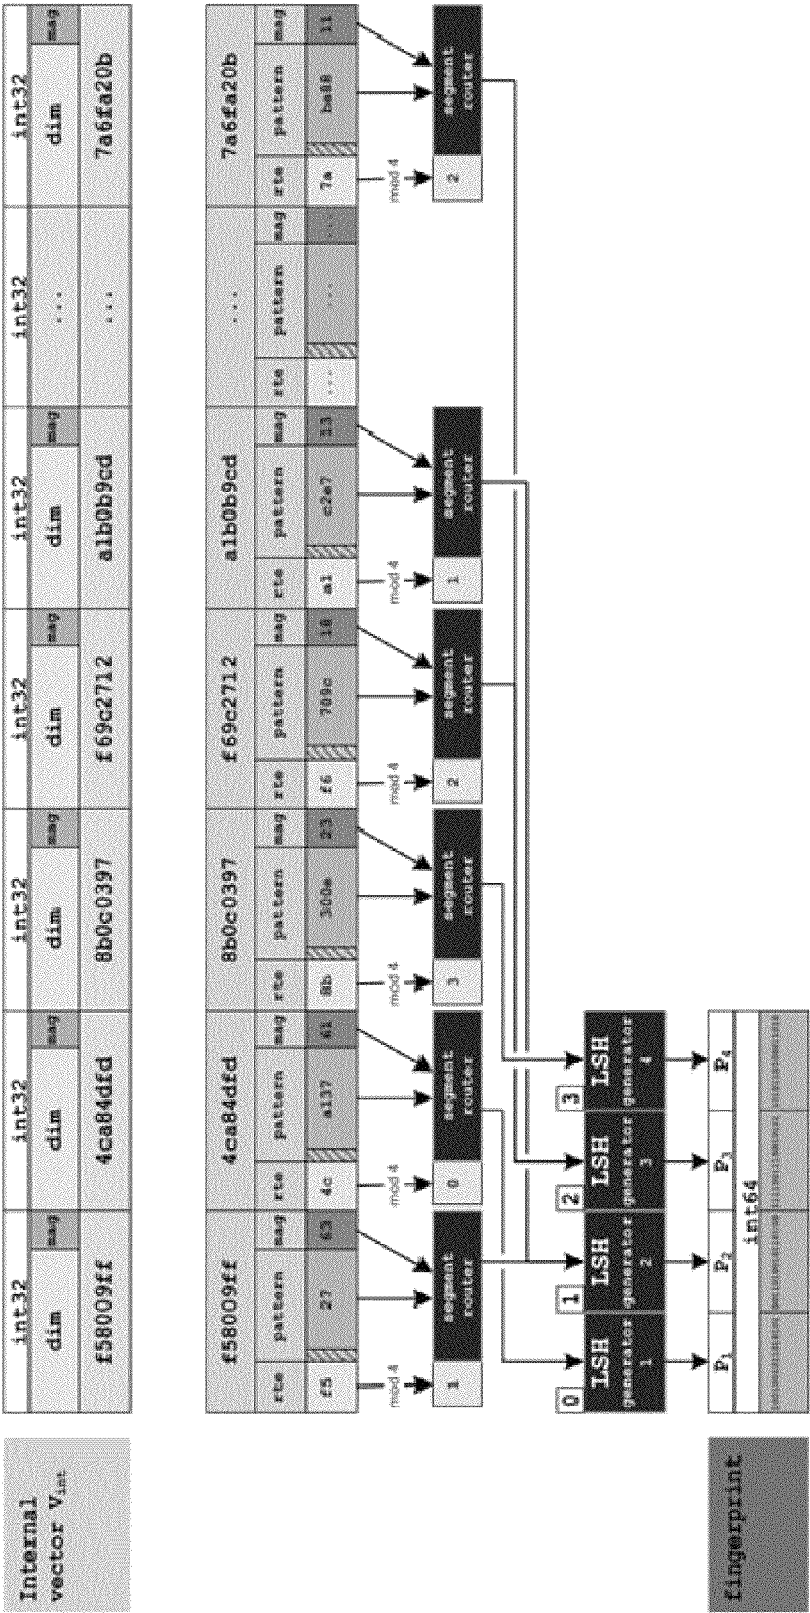 Internal
vector Vint
int32 int32 int32 int32 int32 int32 int32
dim mag dim mag dim mag dim mag dim mag ... dim mag
f58009ff 4ca84dfd 8b0c0397 f69c2712 a1b0b9cd ... 7a6fa20b
f58009ff 4ca84dfd 8b0c0397 f69c2712 a1b0b9cd ... 7a6fa20b
rte pattern mag rte pattern mag rte pattern mag rte pattern mag rte pattern mag rte pattern mag rte pattern mag
f5 27 63 4c a137 61 8b 300e 23 f6 709c 18 a1 c2e7 13 ... ... ... 7a be88 11
mod 4 mod 4 mod 4 mod 4 mod 4 mod 4
1 segment router 0 segment router 3 segment router 2 segment router 1 segment router 2 segment router
0 1 2 3
LSH LSH LSH LSH
generator generator generator generator
1 2 3 4
fingerprint
P1 P2 P3 P4
int64